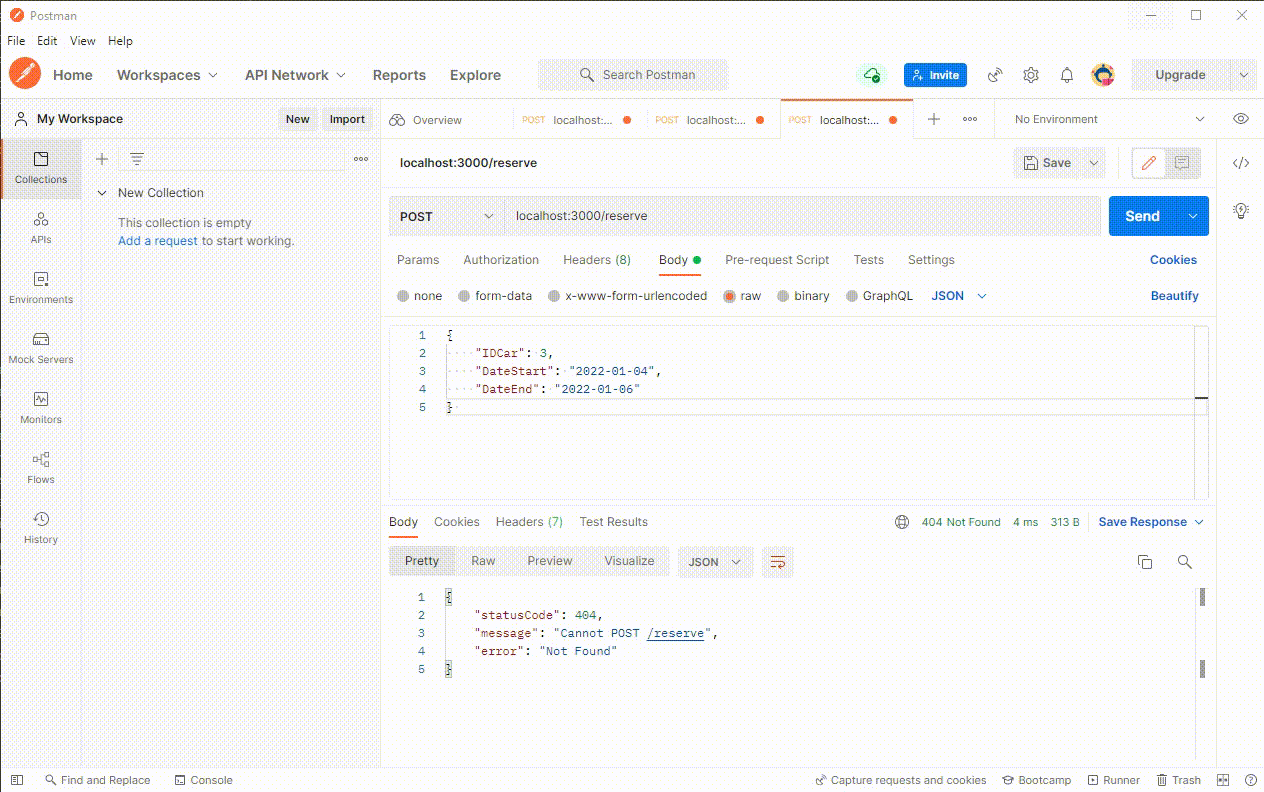 Postman
File Edit View Help
Home Workspaces API Network Reports Explore Search Postman Invite Upgrade
My Workspace New Import Overview POST localhost:... POST localhost:... POST localhost:... No Environment
Collections
APIs
Environments
Mock Servers
Monitors
Flows
History
New Collection
This collection is empty
Add a request to start working.
localhost:3000/reserve Save
POST localhost:3000/reserve Send
Params Authorization Headers (8) Body Pre-request Script Tests Settings Cookies
none form-data x-www-form-urlencoded raw binary GraphQL JSON Beautify
1 {
2 "IDCar": 3,
3 "DateStart": "2022-01-04",
4 "DateEnd": "2022-01-06"
5 }
Body Cookies Headers (7) Test Results 404 Not Found 4 ms 313 B Save Response
Pretty Raw Preview Visualize JSON
1 {
2 "statusCode": 404,
3 "message": "Cannot POST /reserve",
4 "error": "Not Found"
5 }
Find and Replace Console Capture requests and cookies Bootcamp Runner Trash